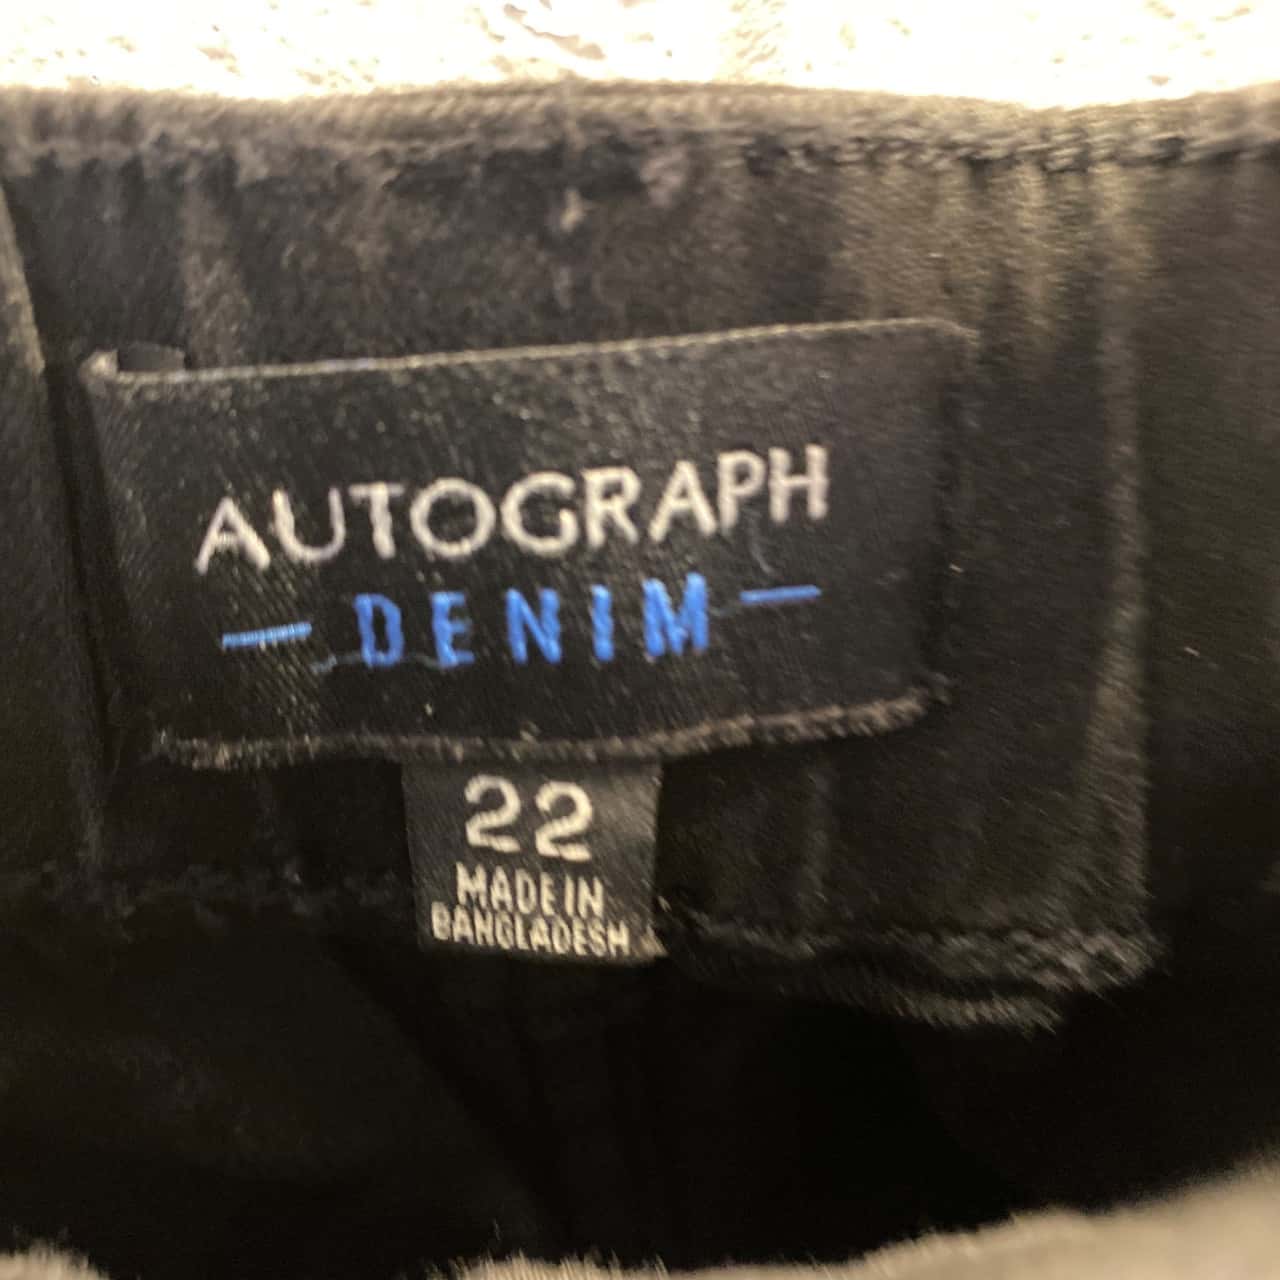 AUTOGRAPH
— DENIM —
22
MADE IN
BANGLADESH